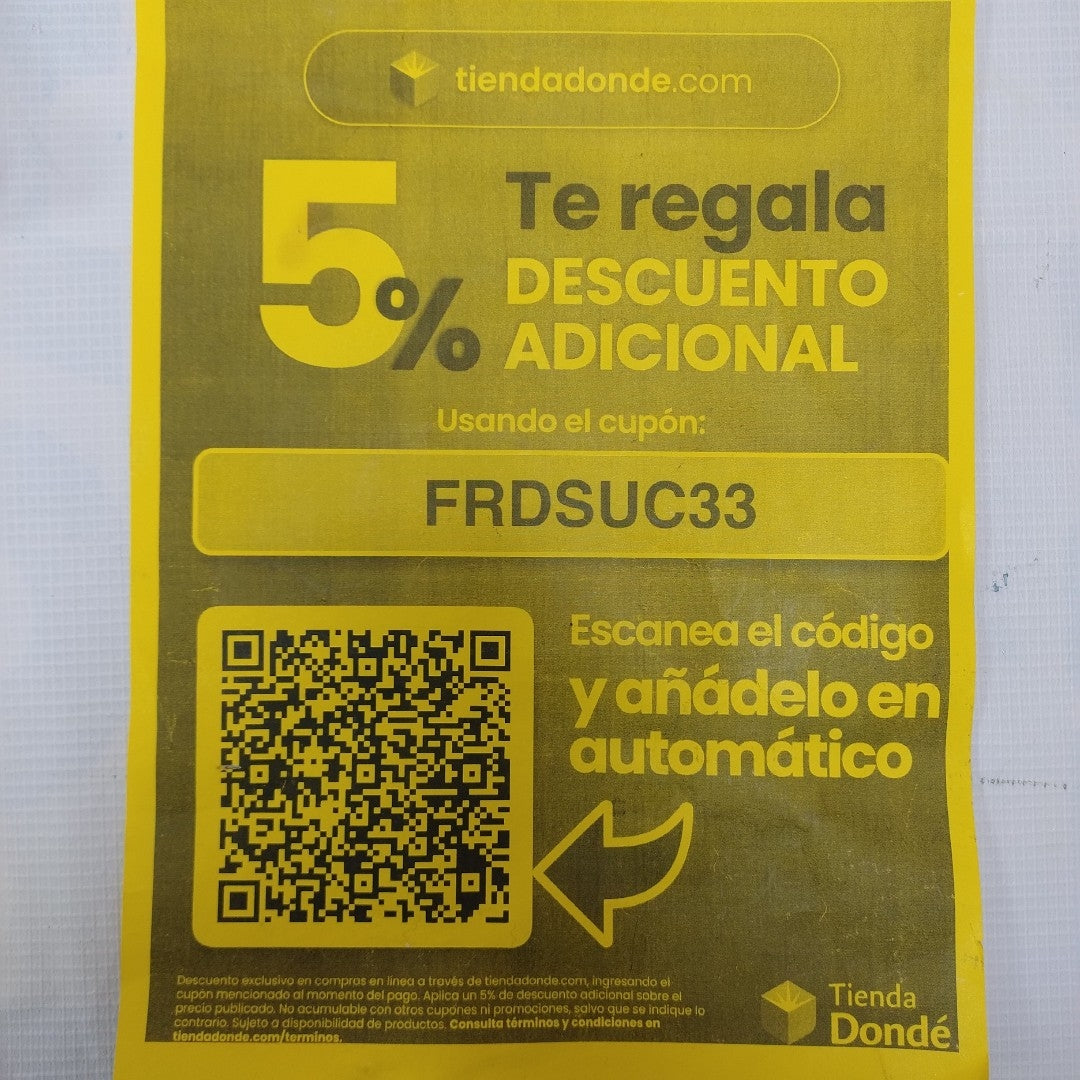 tiendadonde.com
5%
Te regala
DESCUENTO
ADICIONAL
Usando el cupón:
FRDSUC33
Escanea el código
y añádelo en
automático
Descuento exclusivo en compras en línea a través de tiendadonde.com, ingresando el
cupón mencionado al momento del pago. Aplica un 5% de descuento adicional sobre el
precio publicado. No acumulable con otros cupones ni promociones, salvo que se indique lo
contrario. Sujeto a disponibilidad de productos. Consulta términos y condiciones en
tiendadonde.com/terminos.
Tienda
Dondé